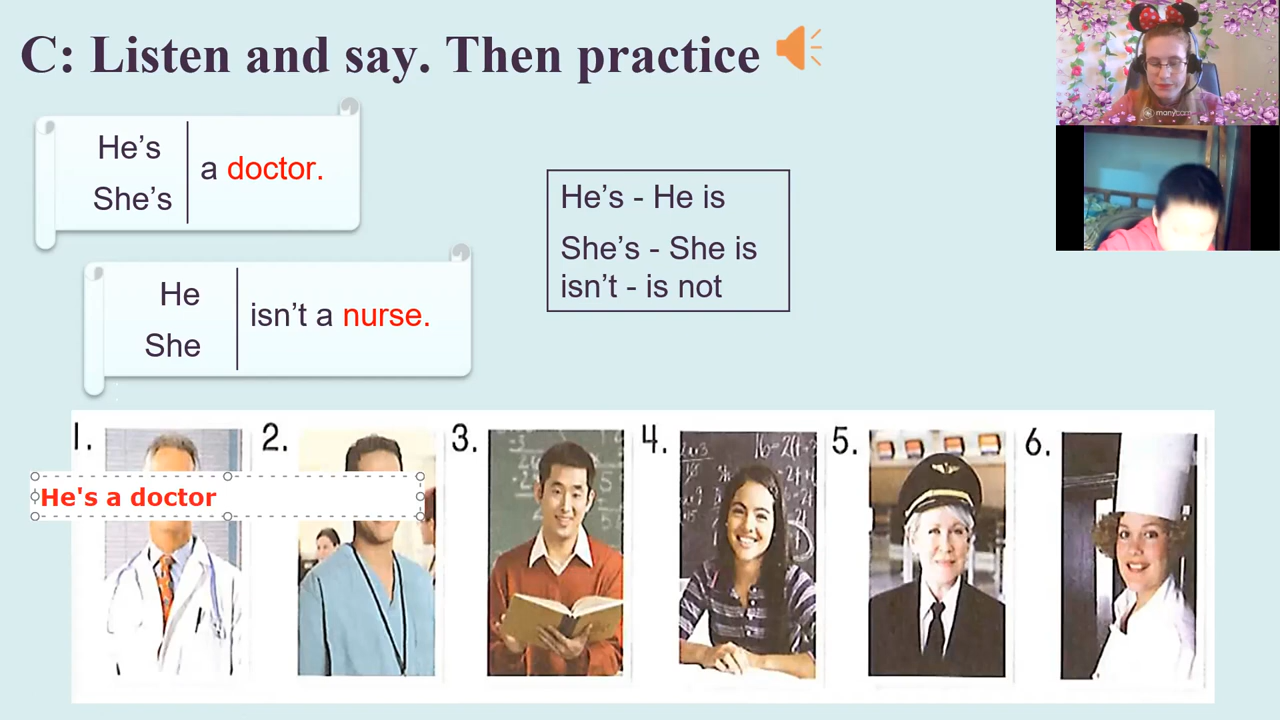 C: Listen and say. Then practice
He's
She's
a doctor.
He's - He is
She's - She is
isn't - is not
He
She
isn't a nurse.
1.
2.
3.
4.
5.
6.
He's a doctor
manycam